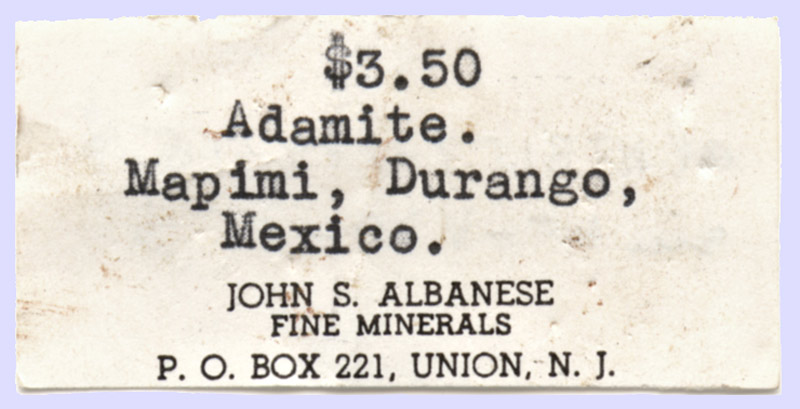 $3.50
Adamite.
Mapimi, Durango,
Mexico.
JOHN S. ALBANESE
FINE MINERALS
P. O. BOX 221, UNION, N. J.